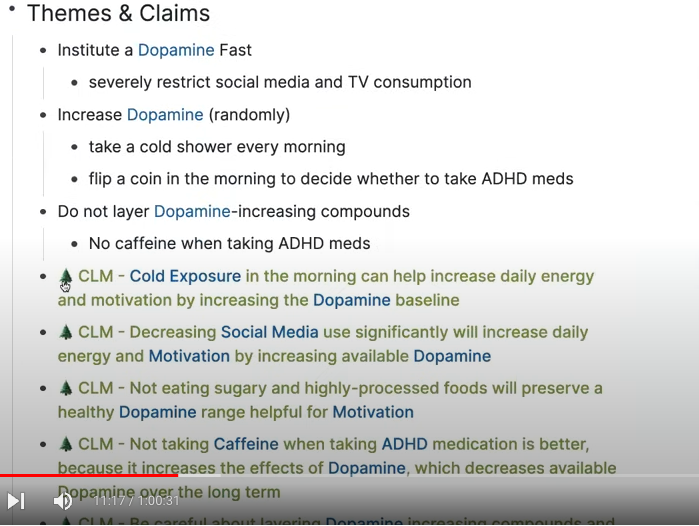 Themes & Claims
Institute a Dopamine Fast
severely restrict social media and TV consumption
Increase Dopamine (randomly)
take a cold shower every morning
flip a coin in the morning to decide whether to take ADHD meds
Do not layer Dopamine-increasing compounds
No caffeine when taking ADHD meds
🌲 CLM - Cold Exposure in the morning can help increase daily energy
and motivation by increasing the Dopamine baseline
🌲 CLM - Decreasing Social Media use significantly will increase daily
energy and Motivation by increasing available Dopamine
🌲 CLM - Not eating sugary and highly-processed foods will preserve a
healthy Dopamine range helpful for Motivation
🌲 CLM - Not taking Caffeine when taking ADHD medication is better,
because it increases the effects of Dopamine, which decreases available
Dopamine over the long term
11:17 / 1:00:31
🌲 CLM - Be careful about layering Dopamine increasing compounds and